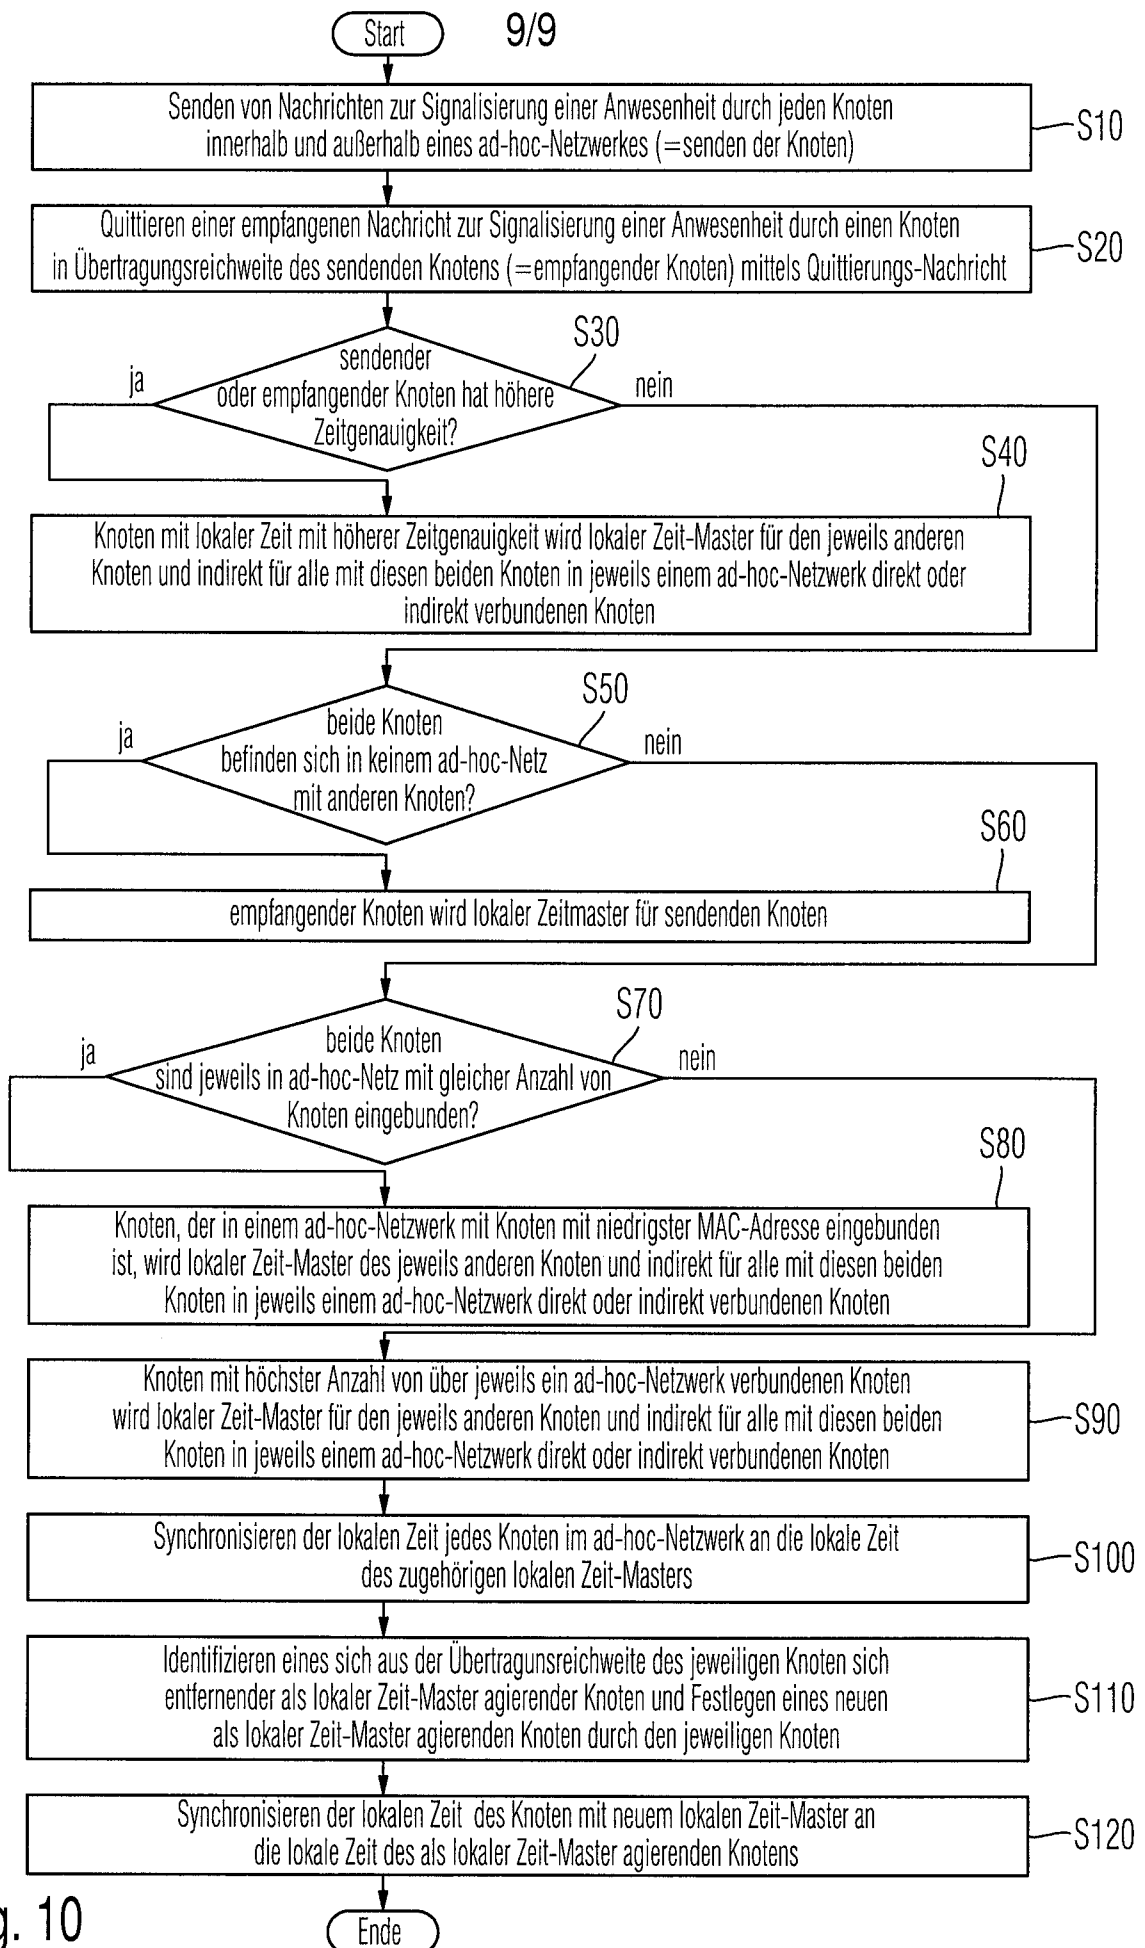 Start
9/9
Senden von Nachrichten zur Signalisierung einer Anwesenheit durch jeden Knoten
innerhalb und außerhalb eines ad-hoc-Netzwerkes (=senden der Knoten)
S10
Quittieren einer empfangenen Nachricht zur Signalisierung einer Anwesenheit durch einen Knoten
in Übertragungsreichweite des sendenden Knotens (=empfangender Knoten) mittels Quittierungs-Nachricht
S20
S30
ja
sendender
oder empfangender Knoten hat höhere
Zeitgenauigkeit?
nein
S40
Knoten mit lokaler Zeit mit höherer Zeitgenauigkeit wird lokaler Zeit-Master für den jeweils anderen
Knoten und indirekt für alle mit diesen beiden Knoten in jeweils einem ad-hoc-Netzwerk direkt oder
indirekt verbundenen Knoten
S50
ja
beide Knoten
befinden sich in keinem ad-hoc-Netz
mit anderen Knoten?
nein
S60
empfangender Knoten wird lokaler Zeitmaster für sendenden Knoten
S70
ja
beide Knoten
sind jeweils in ad-hoc-Netz mit gleicher Anzahl von
Knoten eingebunden?
nein
S80
Knoten, der in einem ad-hoc-Netzwerk mit Knoten mit niedrigster MAC-Adresse eingebunden
ist, wird lokaler Zeit-Master des jeweils anderen Knoten und indirekt für alle mit diesen beiden
Knoten in jeweils einem ad-hoc-Netzwerk direkt oder indirekt verbundenen Knoten
Knoten mit höchster Anzahl von über jeweils ein ad-hoc-Netzwerk verbundenen Knoten
wird lokaler Zeit-Master für den jeweils anderen Knoten und indirekt für alle mit diesen beiden
Knoten in jeweils einem ad-hoc-Netzwerk direkt oder indirekt verbundenen Knoten
S90
Synchronisieren der lokalen Zeit jedes Knoten im ad-hoc-Netzwerk an die lokale Zeit
des zugehörigen lokalen Zeit-Masters
S100
Identifizieren eines sich aus der Übertragunsreichweite des jeweiligen Knoten sich
entfernender als lokaler Zeit-Master agierender Knoten und Festlegen eines neuen
als lokaler Zeit-Master agierenden Knoten durch den jeweiligen Knoten
S110
Synchronisieren der lokalen Zeit des Knoten mit neuem lokalen Zeit-Master an
die lokale Zeit des als lokaler Zeit-Master agierenden Knotens
S120
g. 10
Ende